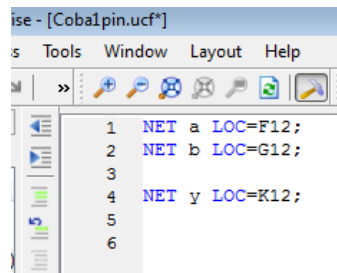 ise - [Coba1pin.ucf*]
Tools Window Layout Help
»
1 NET a LOC=F12;
2 NET b LOC=G12;
3
4 NET y LOC=K12;
5
6